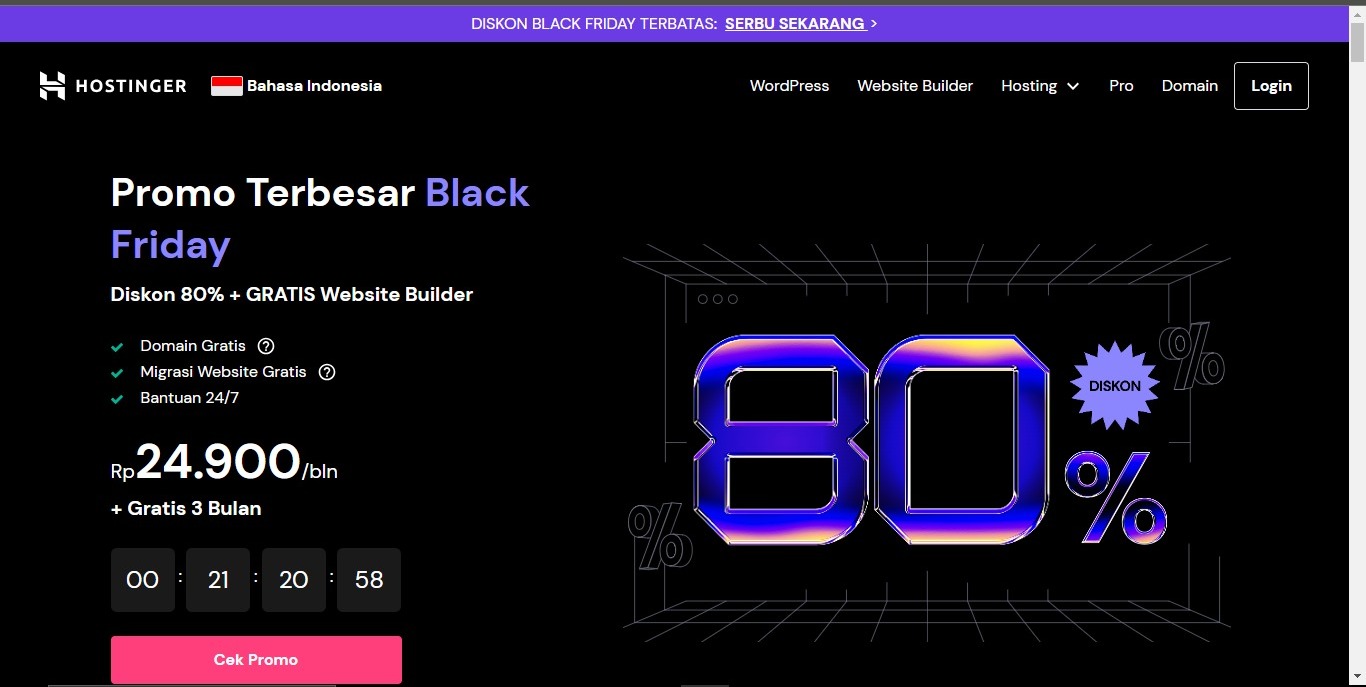 DISKON BLACK FRIDAY TERBATAS: SERBU SEKARANG >
HOSTINGER Bahasa Indonesia WordPress Website Builder Hosting Pro Domain Login
Promo Terbesar Black
Friday
Diskon 80% + GRATIS Website Builder
Domain Gratis ?
Migrasi Website Gratis ?
Bantuan 24/7
Rp24.900/bln
+ Gratis 3 Bulan
00 : 21 : 20 : 58
Cek Promo
80%
DISKON
%
%